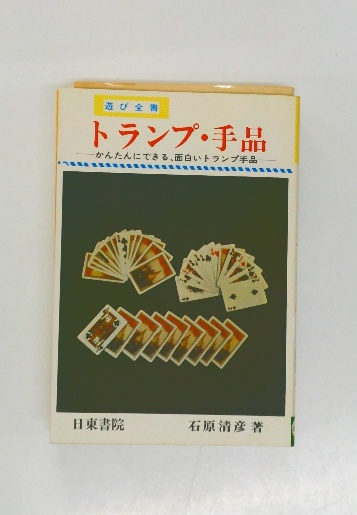 遊び全書
トランプ・手品
―かんたんにできる、面白いトランプ手品―
日東書院
石原清彦 著